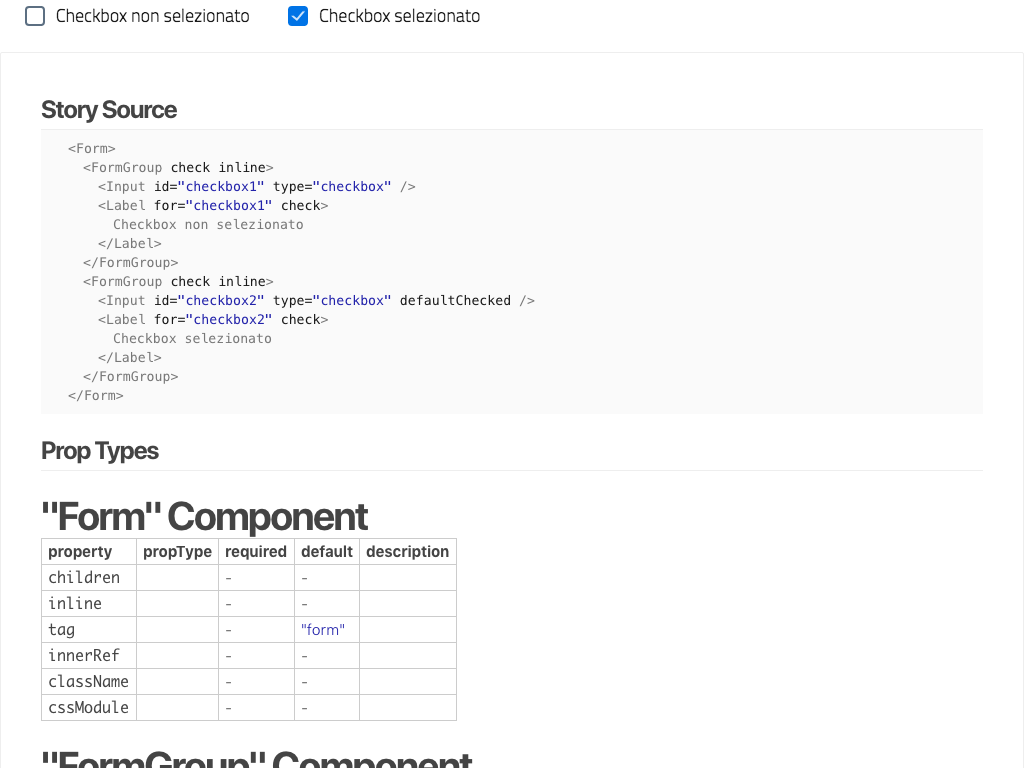 Checkbox non selezionato Checkbox selezionato
Story Source
<Form>
<FormGroup check inline>
<Input id="checkbox1" type="checkbox" />
<Label for="checkbox1" check>
Checkbox non selezionato
</Label>
</FormGroup>
<FormGroup check inline>
<Input id="checkbox2" type="checkbox" defaultChecked />
<Label for="checkbox2" check>
Checkbox selezionato
</Label>
</FormGroup>
</Form>
Prop Types
"Form" Component
property propType required default description
children - -
inline - -
tag - "form"
innerRef - -
className - -
cssModule - -
"FormGroup" Component